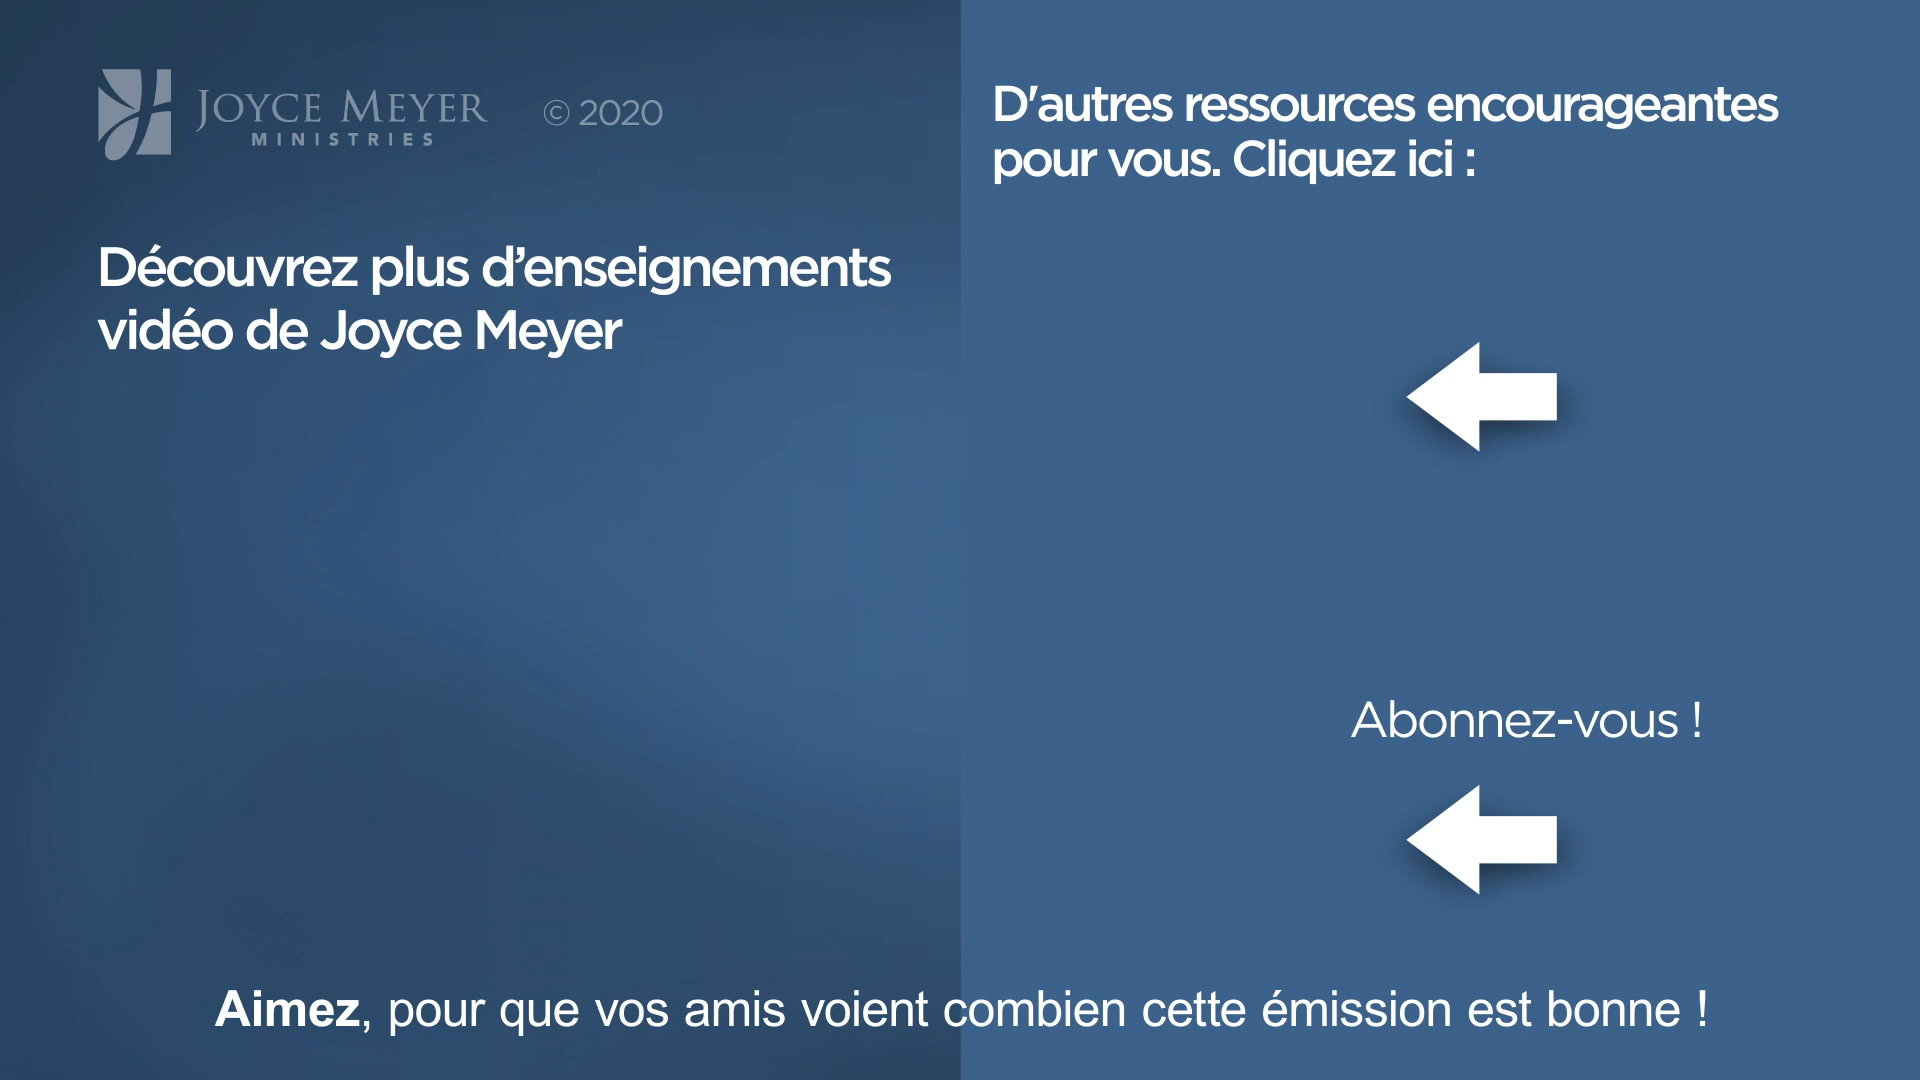 JOYCE MEYER © 2020
MINISTRIES
Découvrez plus d’enseignements
vidéo de Joyce Meyer
D'autres ressources encourageantes
pour vous. Cliquez ici :
Abonnez-vous !
Aimez, pour que vos amis voient combien cette émission est bonne !